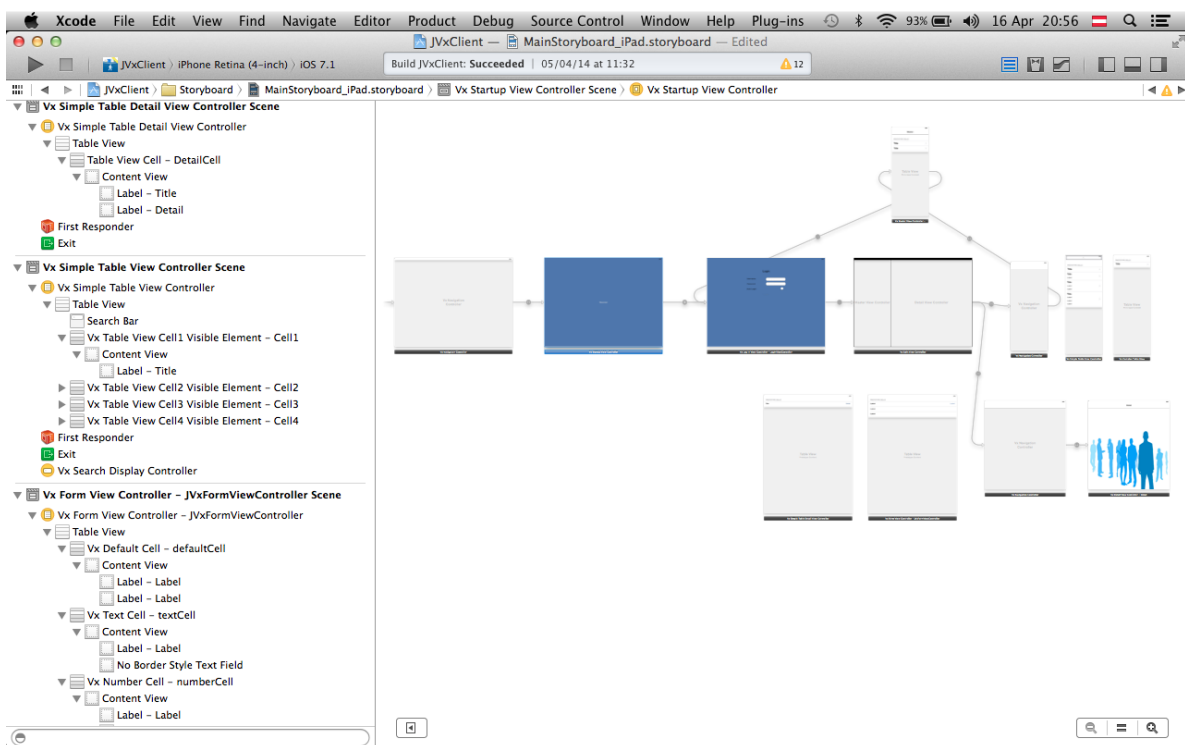 Xcode File Edit View Find Navigate Editor Product Debug Source Control Window Help Plug-ins 93% 16 Apr 20:56
JVxClient — MainStoryboard_iPad.storyboard — Edited
JVxClient iPhone Retina (4-inch) iOS 7.1
Build JVxClient: Succeeded 05/04/14 at 11:32 12
JVxClient Storyboard MainStoryboard_iPad.storyboard Vx Startup View Controller Scene Vx Startup View Controller
Vx Simple Table Detail View Controller Scene
Vx Simple Table Detail View Controller
Table View
Table View Cell – DetailCell
Content View
Label – Title
Label – Detail
First Responder
Exit
Vx Simple Table View Controller Scene
Vx Simple Table View Controller
Table View
Search Bar
Vx Table View Cell1 Visible Element – Cell1
Content View
Label – Title
Vx Table View Cell2 Visible Element – Cell2
Vx Table View Cell3 Visible Element – Cell3
Vx Table View Cell4 Visible Element – Cell4
First Responder
Exit
Vx Search Display Controller
Vx Form View Controller – JVxFormViewController Scene
Vx Form View Controller – JVxFormViewController
Table View
Vx Default Cell – defaultCell
Content View
Label – Label
Label – Label
Vx Text Cell – textCell
Content View
Label – Label
No Border Style Text Field
Vx Number Cell – numberCell
Content View
Label – Label